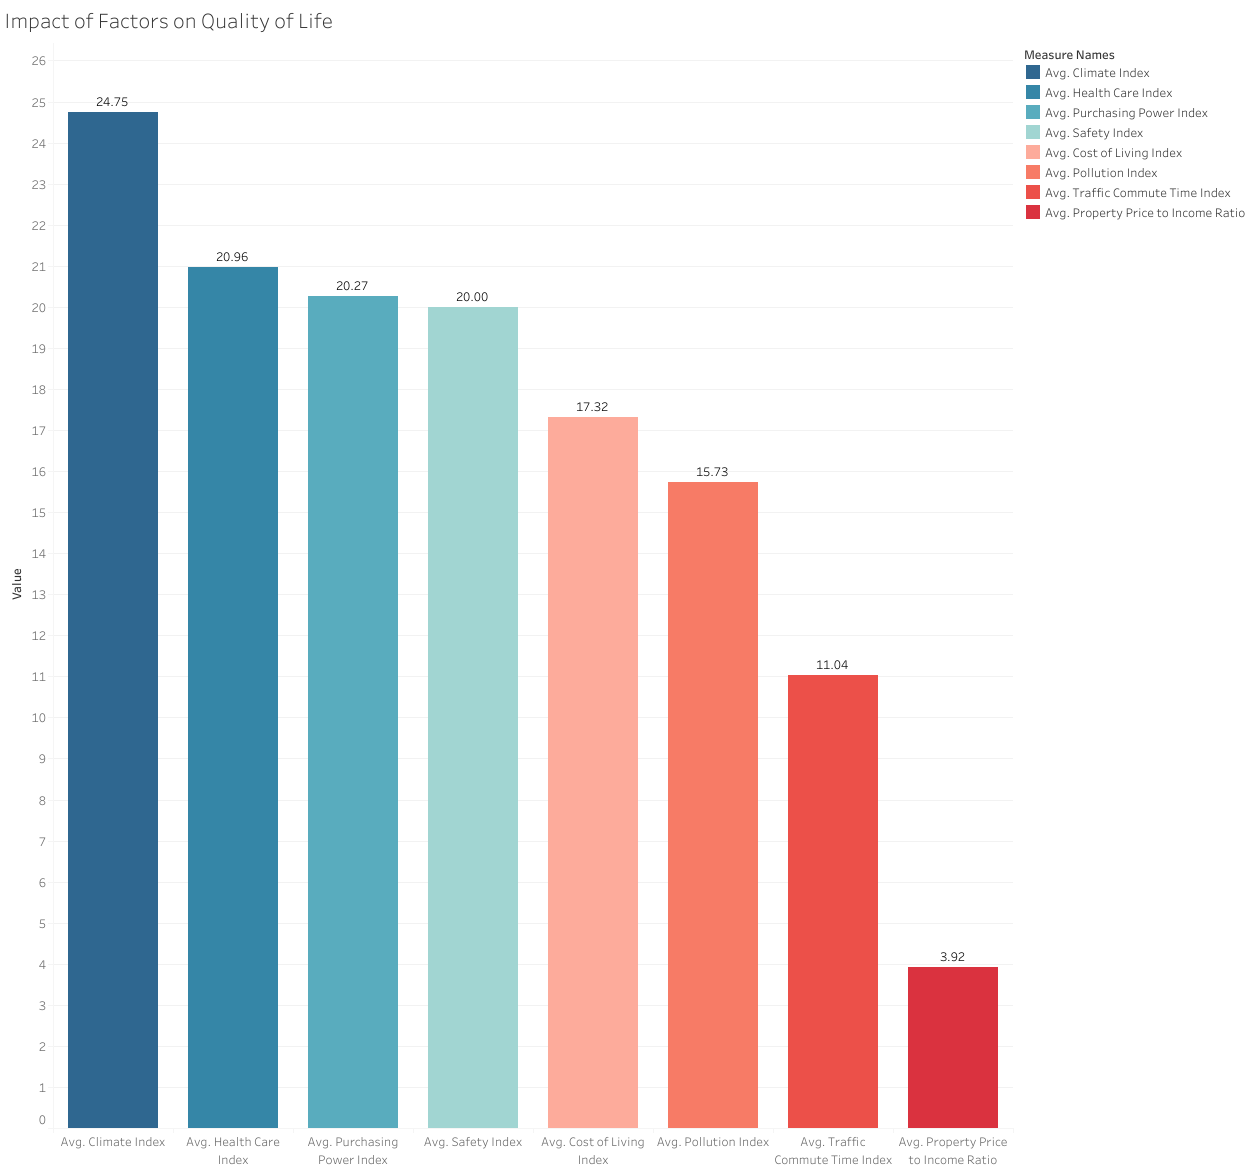 Impact of Factors on Quality of Life
Measure Names
Avg. Climate Index
Avg. Health Care Index
Avg. Purchasing Power Index
Avg. Safety Index
Avg. Cost of Living Index
Avg. Pollution Index
Avg. Traffic Commute Time Index
Avg. Property Price to Income Ratio
26
25
24
23
22
21
20
19
18
17
16
15
14
13
12
11
10
9
8
7
6
5
4
3
2
1
0
Value
24.75
20.96
20.27
20.00
17.32
15.73
11.04
3.92
Avg. Climate Index
Avg. Health Care
Index
Avg. Purchasing
Power Index
Avg. Safety Index
Avg. Cost of Living
Index
Avg. Pollution Index
Avg. Traffic
Commute Time Index
Avg. Property Price
to Income Ratio